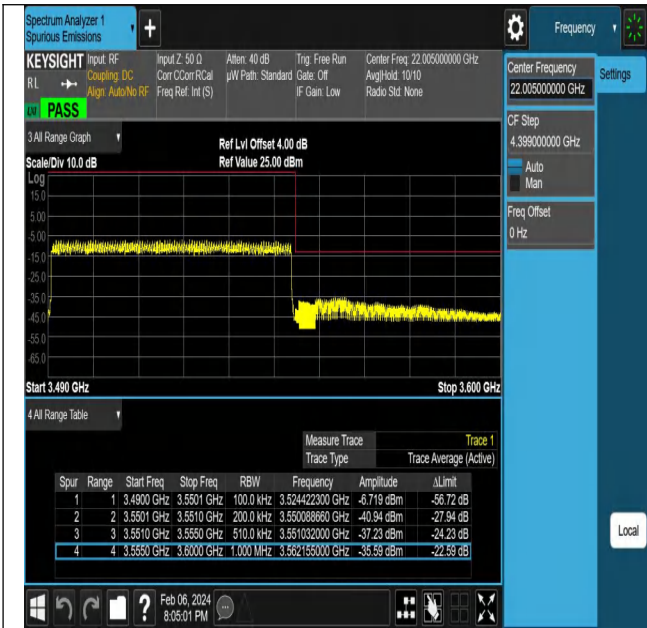 Spectrum Analyzer 1
Spurious Emissions
Frequency
KEYSIGHT
Input: RF
Coupling: DC
Align: Auto/No RF
Input Z: 50 Ω
Corr CCorr RCal
Freq Ref: Int (S)
Atten: 40 dB
µW Path: Standard
Trig: Free Run
Gate: Off
IF Gain: Low
Center Freq: 22.005000000 GHz
Avg|Hold: 10/10
Radio Std: None
RL
LXI
PASS
Center Frequency
22.005000000 GHz
Settings
CF Step
4.399000000 GHz
Auto
Man
Freq Offset
0 Hz
3 All Range Graph
Ref Lvl Offset 4.00 dB
Scale/Div 10.0 dB
Ref Value 25.00 dBm
Log
15.0
5.00
-5.00
-15.0
-25.0
-35.0
-45.0
-55.0
-65.0
Start 3.490 GHz
Stop 3.600 GHz
4 All Range Table
Measure Trace Trace 1
Trace Type Trace Average (Active)
Spur Range Start Freq Stop Freq RBW Frequency Amplitude ∆Limit
1 1 3.4900 GHz 3.5501 GHz 100.0 kHz 3.524422300 GHz -6.719 dBm -56.72 dB
2 2 3.5501 GHz 3.5510 GHz 200.0 kHz 3.550088660 GHz -40.94 dBm -27.94 dB
3 3 3.5510 GHz 3.5550 GHz 510.0 kHz 3.551032000 GHz -37.23 dBm -24.23 dB
4 4 3.5550 GHz 3.6000 GHz 1.000 MHz 3.562155000 GHz -35.59 dBm -22.59 dB
Local
Feb 06, 2024
8:05:01 PM